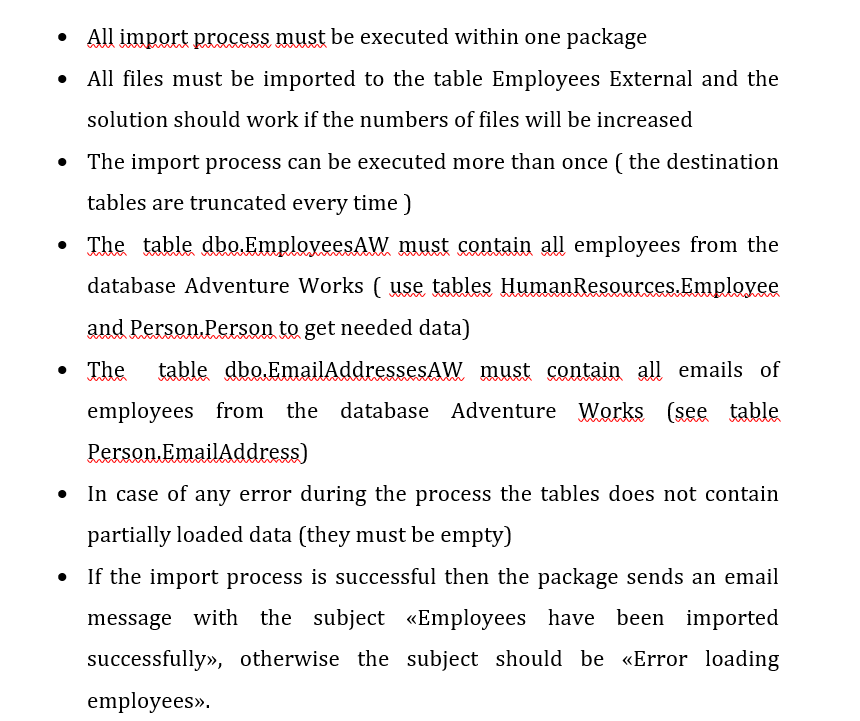 • All import process must be executed within one package
• All files must be imported to the table Employees External and the
solution should work if the numbers of files will be increased
• The import process can be executed more than once ( the destination
tables are truncated every time )
• The table dbo.EmployeesAW must contain all employees from the
database Adventure Works ( use tables HumanResources.Employee
and Person.Person to get needed data)
• The table dbo.EmailAddressesAW must contain all emails of
employees from the database Adventure Works (see table
Person.EmailAddress)
• In case of any error during the process the tables does not contain
partially loaded data (they must be empty)
• If the import process is successful then the package sends an email
message with the subject «Employees have been imported
successfully», otherwise the subject should be «Error loading
employees».